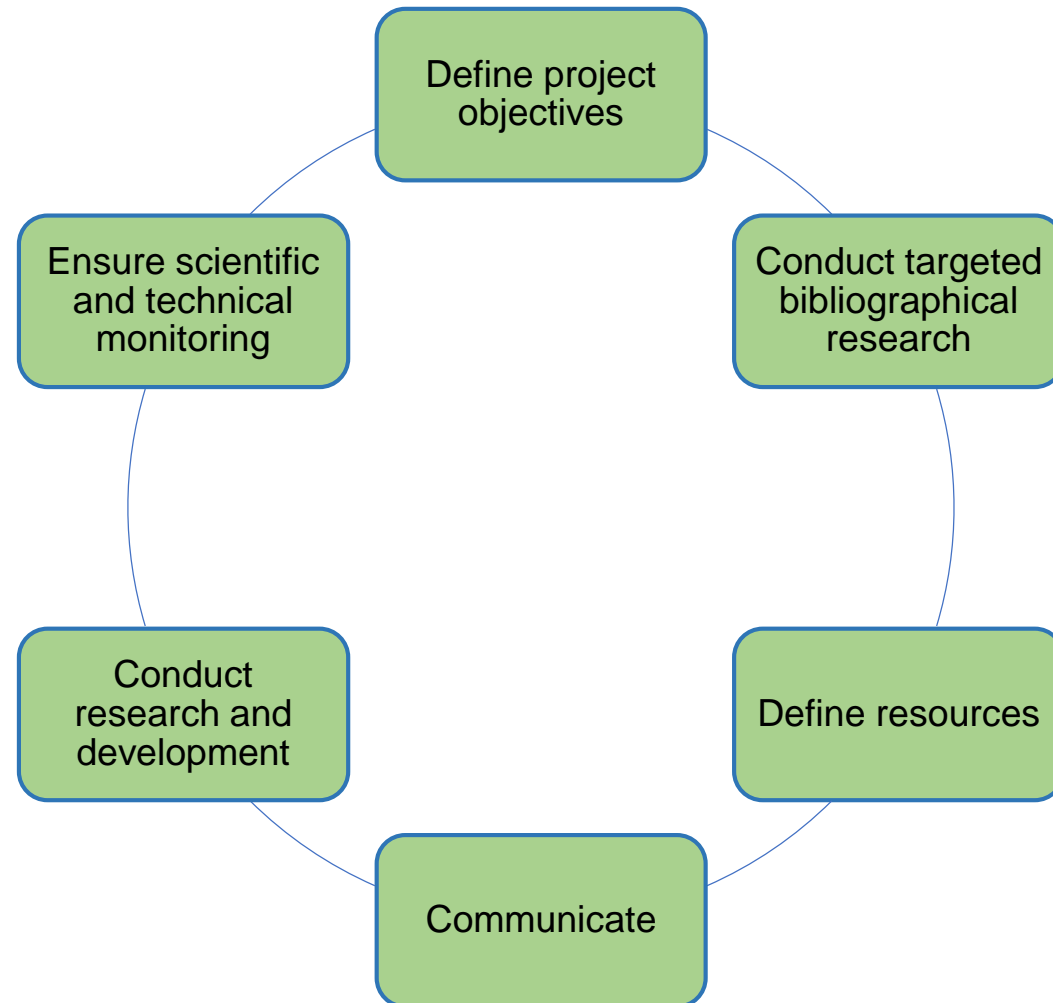 Define project
objectives
Conduct targeted
bibliographical
research
Define resources
Communicate
Conduct
research and
development
Ensure scientific
and technical
monitoring